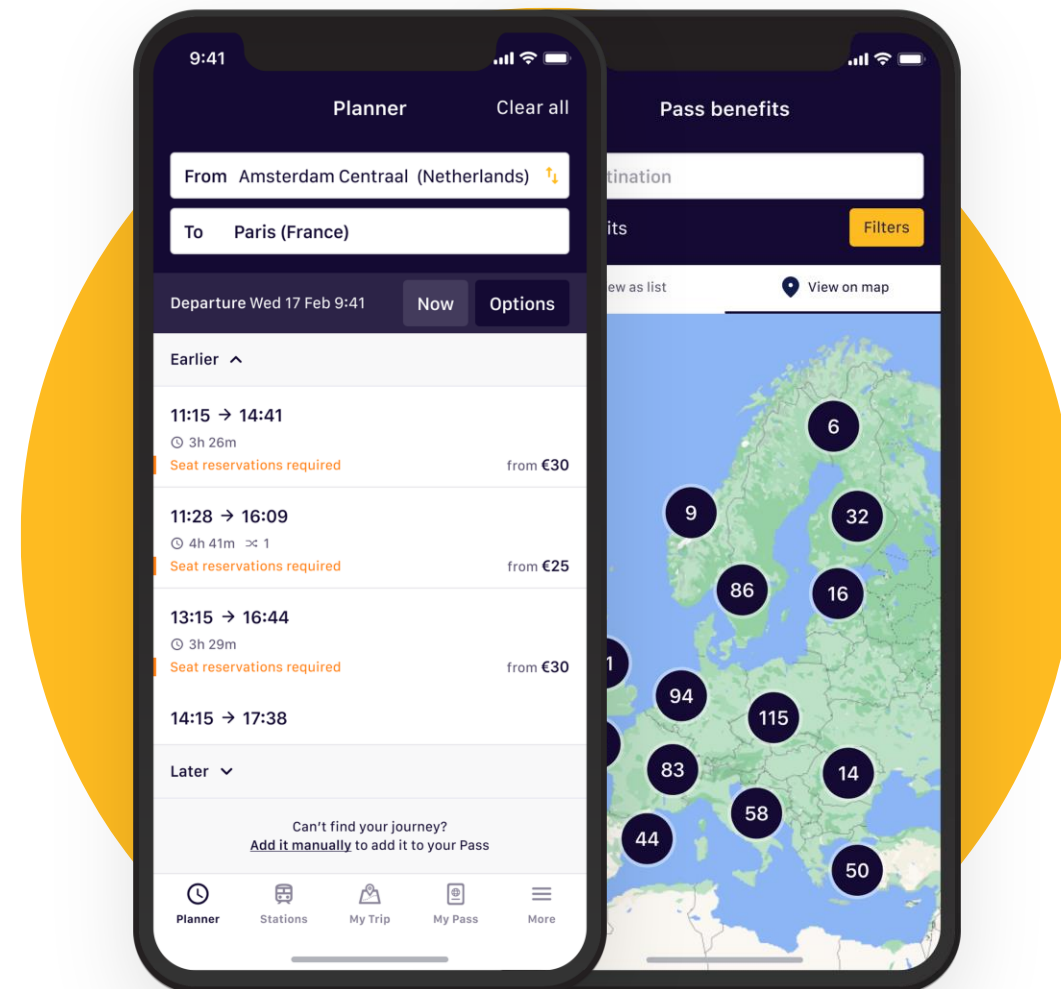 9:41
Planner
Clear all
From Amsterdam Centraal (Netherlands)
To Paris (France)
Departure Wed 17 Feb 9:41
Now
Options
Earlier
11:15 → 14:41
3h 26m
Seat reservations required
from €30
11:28 → 16:09
4h 41m 1
Seat reservations required
from €25
13:15 → 16:44
3h 29m
Seat reservations required
from €30
14:15 → 17:38
Later
Can't find your journey?
Add it manually to add it to your Pass
Planner
Stations
My Trip
My Pass
More
Pass benefits
Filters
as list
View on map
6
9
32
86
16
94
115
83
14
58
44
50